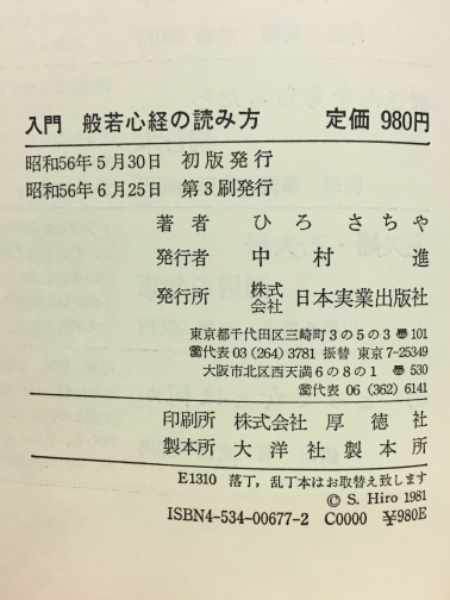 入門 般若心経の読み方 定価 980円
昭和56年5月30日 初版発行
昭和56年6月25日 第3刷発行
著者 ひろさちや
発行者 中村進
発行所 株式会社 日本実業出版社
東京都千代田区三崎町3の5の3 〠101
☎代表03(264)3781 振替 東京7-25349
大阪市北区西天満6の8の1 〠530
☎代表 06 (362) 6141
印刷所 株式会社 厚徳社
製本所 大洋社製本所
E1310 落丁,乱丁本はお取替え致します
© S. Hiro 1981
ISBN4-534-00677-2 C0000 ¥980E